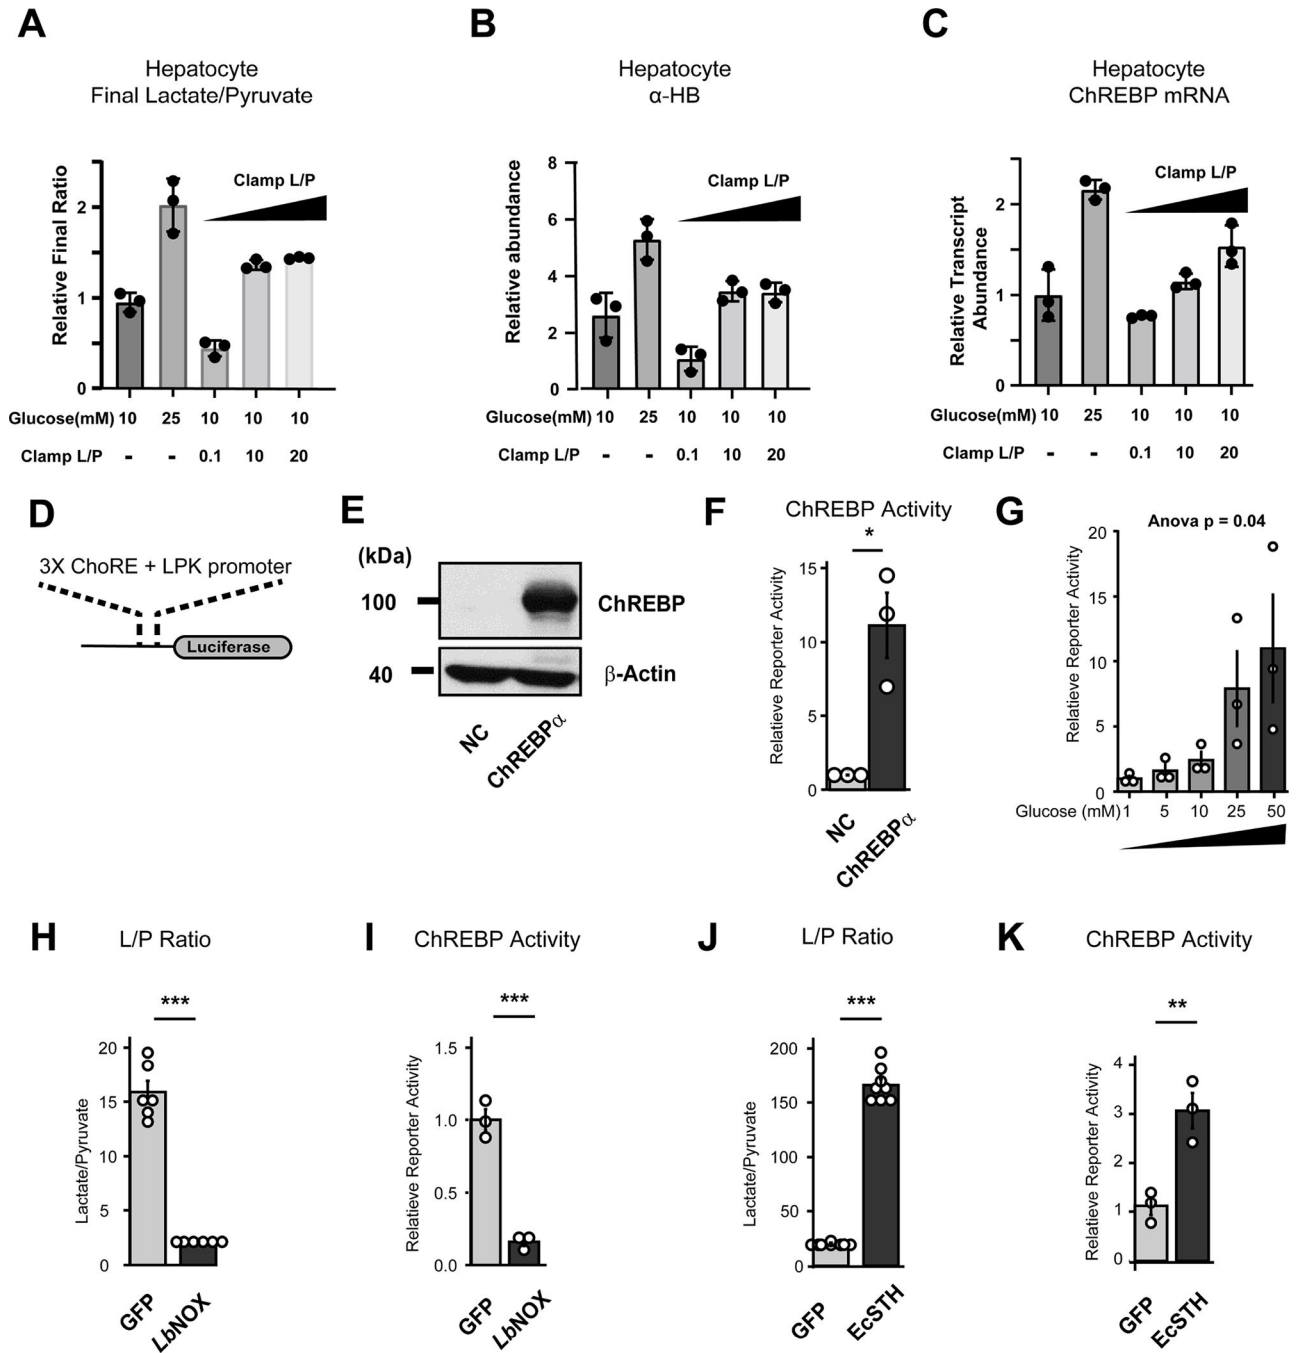 A
Hepatocyte
Final Lactate/Pyruvate
Relative Final Ratio
2
1
0
Clamp L/P
Glucose(mM) 10 25 10 10 10
Clamp L/P - - 0.1 10 20
B
Hepatocyte
α-HB
Relative abundance
8
6
4
2
0
Clamp L/P
Glucose(mM) 10 25 10 10 10
Clamp L/P - - 0.1 10 20
C
Hepatocyte
ChREBP mRNA
Relative Transcript
Abundance
2
1
0
Clamp L/P
Glucose(mM) 10 25 10 10 10
Clamp L/P - - 0.1 10 20
D
3X ChoRE + LPK promoter
Luciferase
E
(kDa)
100
ChREBP
40
β-Actin
NC
ChREBPα
F
ChREBP Activity
*
Relatieve Reporter Activity
15
10
5
0
NC
ChREBPα
G
Anova p = 0.04
Relatieve Reporter Activity
20
15
10
5
0
Glucose (mM) 1 5 10 25 50
H
L/P Ratio
***
Lactate/Pyruvate
20
15
10
5
0
GFP
LbNOX
I
ChREBP Activity
***
Relatieve Reporter Activity
1.5
1.0
0.5
0.0
GFP
LbNOX
J
L/P Ratio
***
Lactate/Pyruvate
200
150
100
50
0
GFP
EcSTH
K
ChREBP Activity
**
Relatieve Reporter Activity
4
3
2
1
0
GFP
EcSTH